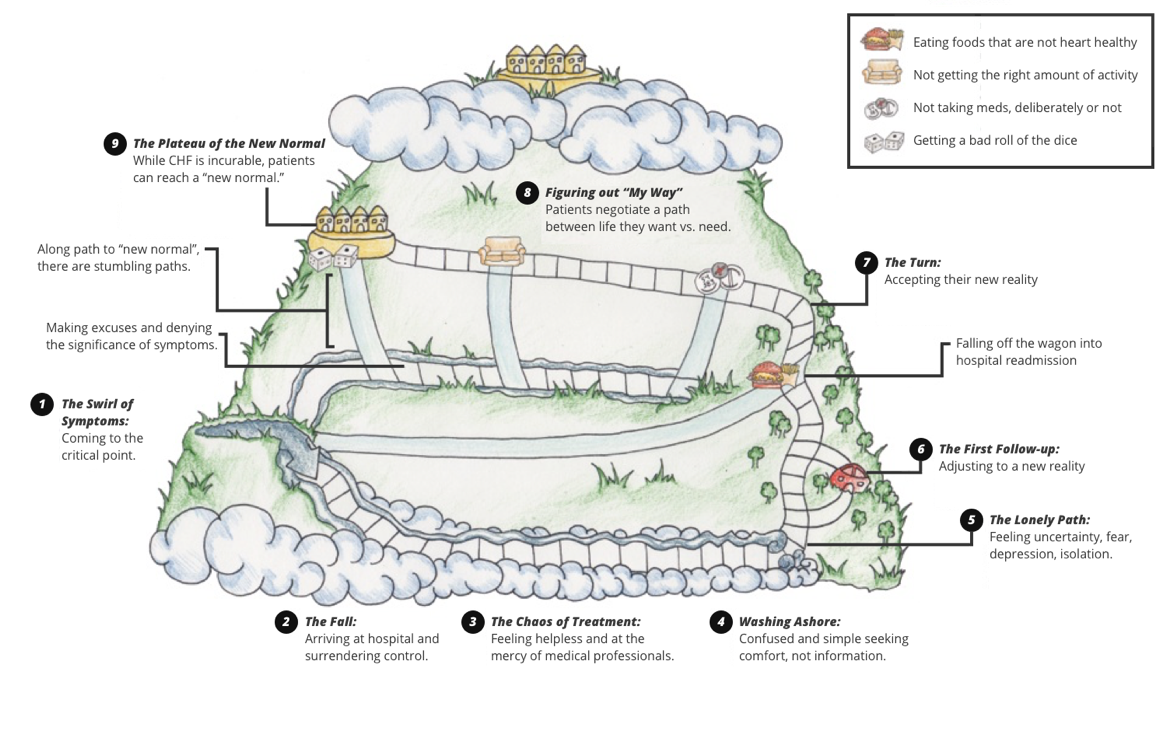 Eating foods that are not heart healthy
Not getting the right amount of activity
Not taking meds, deliberately or not
Getting a bad roll of the dice
9 The Plateau of the New Normal
While CHF is incurable, patients
can reach a “new normal.”
8 Figuring out “My Way”
Patients negotiate a path
between life they want vs. need.
Along path to “new normal”,
there are stumbling paths.
7 The Turn:
Accepting their new reality
Making excuses and denying
the significance of symptoms.
Falling off the wagon into
hospital readmission
1 The Swirl of
Symptoms:
Coming to the
critical point.
6 The First Follow-up:
Adjusting to a new reality
5 The Lonely Path:
Feeling uncertainty, fear,
depression, isolation.
2 The Fall:
Arriving at hospital and
surrendering control.
3 The Chaos of Treatment:
Feeling helpless and at the
mercy of medical professionals.
4 Washing Ashore:
Confused and simple seeking
comfort, not information.